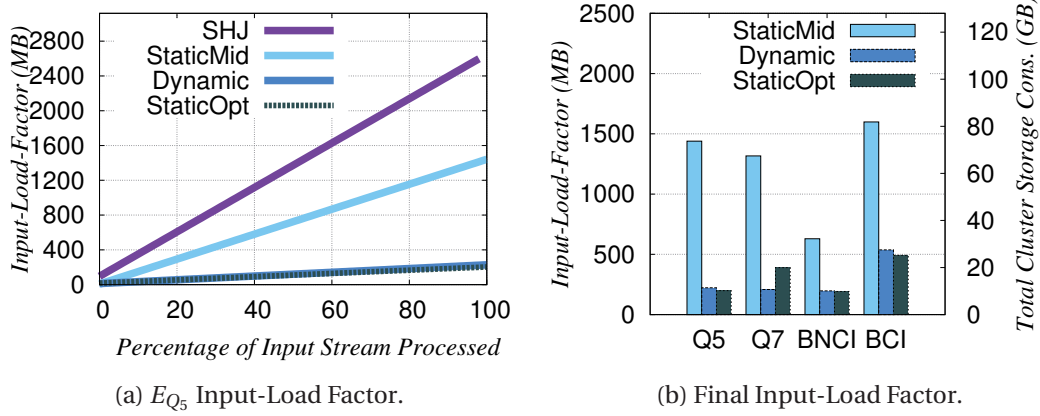 2800
2400
2000
1600
1200
800
400
0
Input-Load-Factor (MB)
SHJ
StaticMid
Dynamic
StaticOpt
0 20 40 60 80 100
Percentage of Input Stream Processed
(a) E_{Q5} Input-Load Factor.
2500
2000
1500
1000
500
0
Input-Load-Factor (MB)
StaticMid
Dynamic
StaticOpt
120
100
80
60
40
20
0
Total Cluster Storage Cons. (GB)
Q5 Q7 BNCI BCI
(b) Final Input-Load Factor.